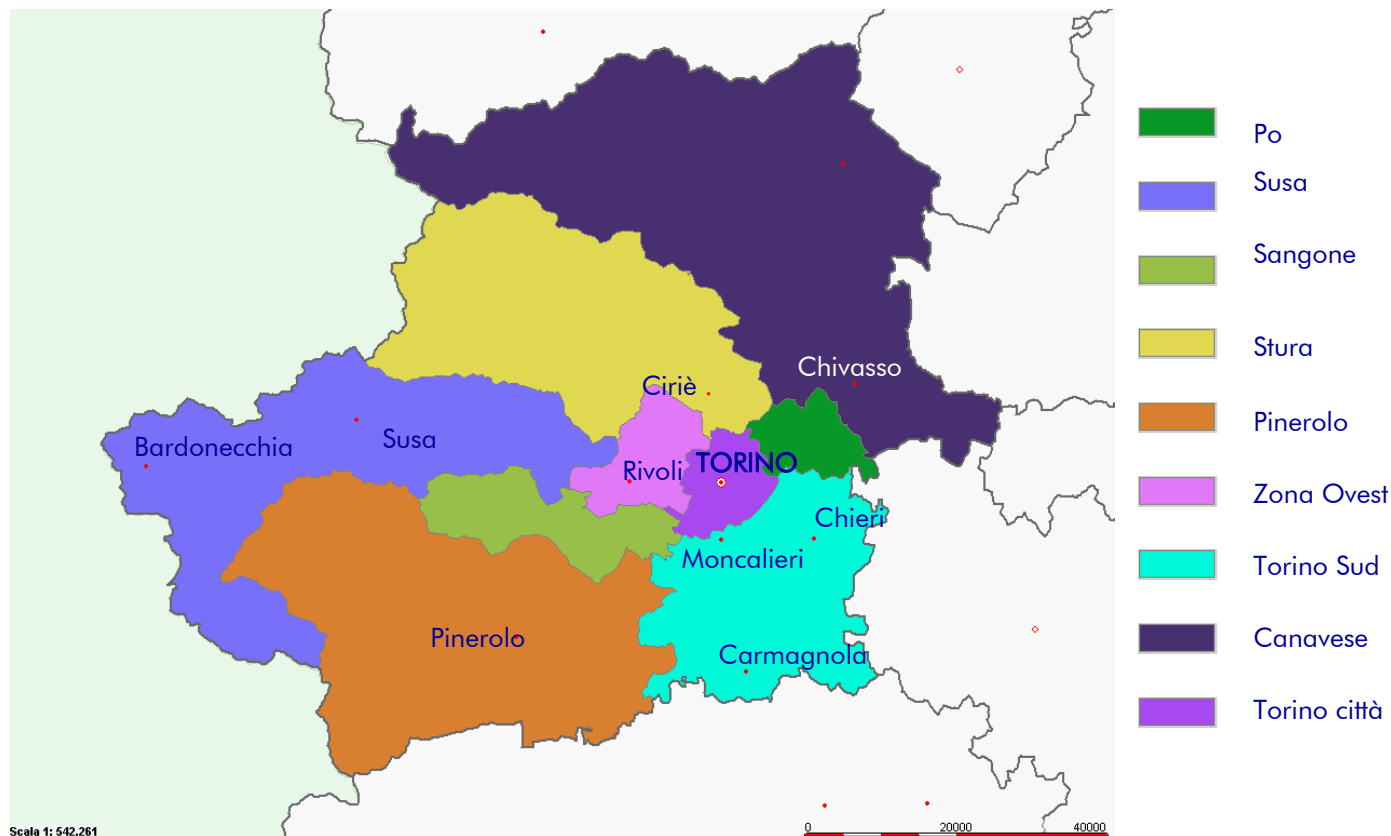 Chivasso
Ciriè
Bardonecchia
Susa
Rivoli
TORINO
Chieri
Moncalieri
Pinerolo
Carmagnola
Po
Susa
Sangone
Stura
Pinerolo
Zona Ovest
Torino Sud
Canavese
Torino città
Scala 1: 542.261
0 20000 40000